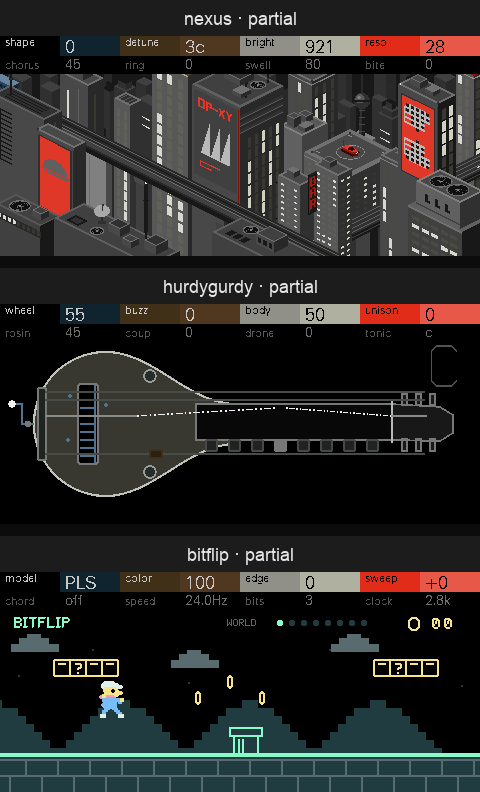 nexus · partial
shape 0 detune 3c bright 921 reso 28
chorus 45 ring 0 swell 80 bite 0
OP-XY
BAR
hurdygurdy · partial
wheel 55 buzz 0 body 50 unison 0
rosin 45 coup 0 drone 0 tonic c
bitflip · partial
model PLS color 100 edge 0 sweep +0
chord off speed 24.0Hz bits 3 clock 2.8k
BITFLIP WORLD 00
? ?